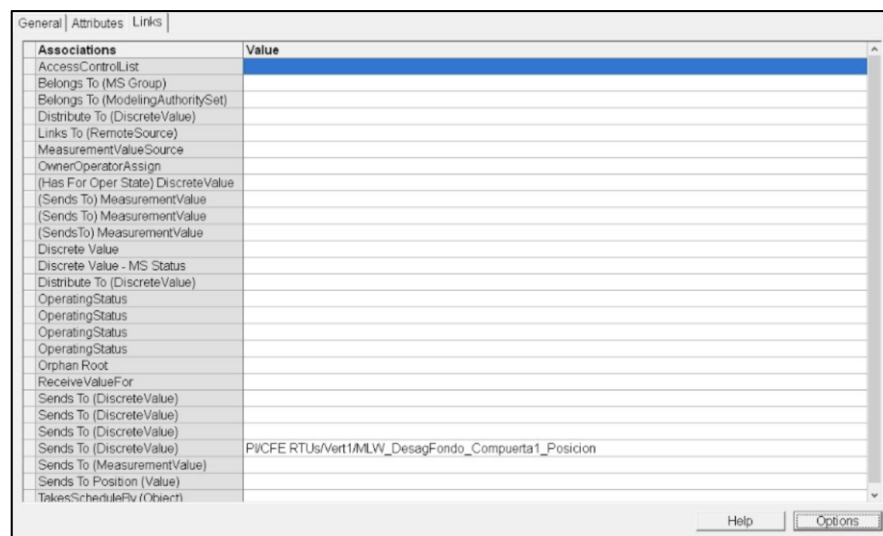 General Attributes Links
Associations Value
AccessControlList
Belongs To (MS Group)
Belongs To (ModelingAuthoritySet)
Distribute To (DiscreteValue)
Links To (RemoteSource)
MeasurementValueSource
OwnerOperatorAssign
(Has For Oper State) DiscreteValue
(Sends To) MeasurementValue
(Sends To) MeasurementValue
(SendsTo) MeasurementValue
Discrete Value
Discrete Value - MS Status
Distribute To (DiscreteValue)
OperatingStatus
OperatingStatus
OperatingStatus
OperatingStatus
Orphan Root
ReceiveValueFor
Sends To (DiscreteValue)
Sends To (DiscreteValue)
Sends To (DiscreteValue)
Sends To (DiscreteValue) PI/CFE RTUs/Vert1/MLW_DesagFondo_Compuerta1_Posicion
Sends To (MeasurementValue)
Sends To Position (Value)
TakesScheduleBy (Object)
Help Options